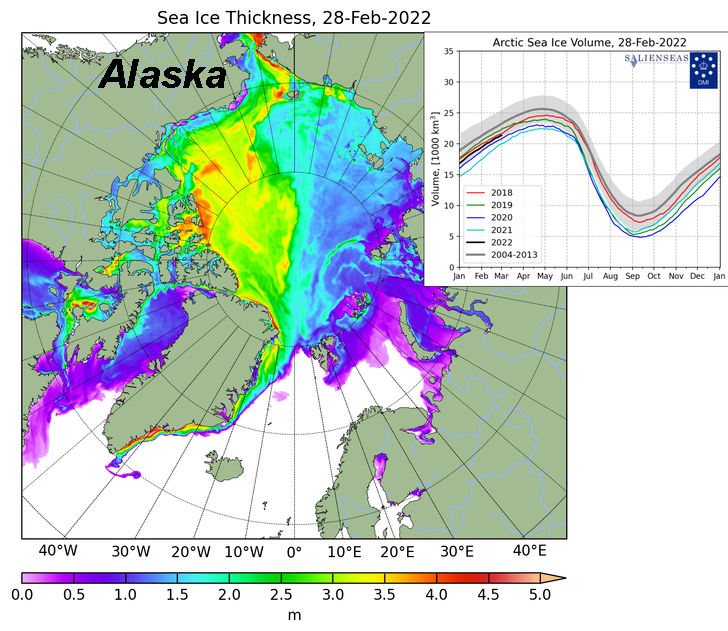 Sea Ice Thickness, 28-Feb-2022
Alaska
Arctic Sea Ice Volume, 28-Feb-2022
SALIENSEAS
DMI
Volume, [1000 km³]
35
30
25
20
15
10
5
0
2018
2019
2020
2021
2022
2004-2013
Jan Feb Mar Apr May Jun Jul Aug Sep Oct Nov Dec Jan
40°W 30°W 20°W 10°W 0° 10°E 20°E 30°E 40°E
0.0 0.5 1.0 1.5 2.0 2.5 3.0 3.5 4.0 4.5 5.0
m